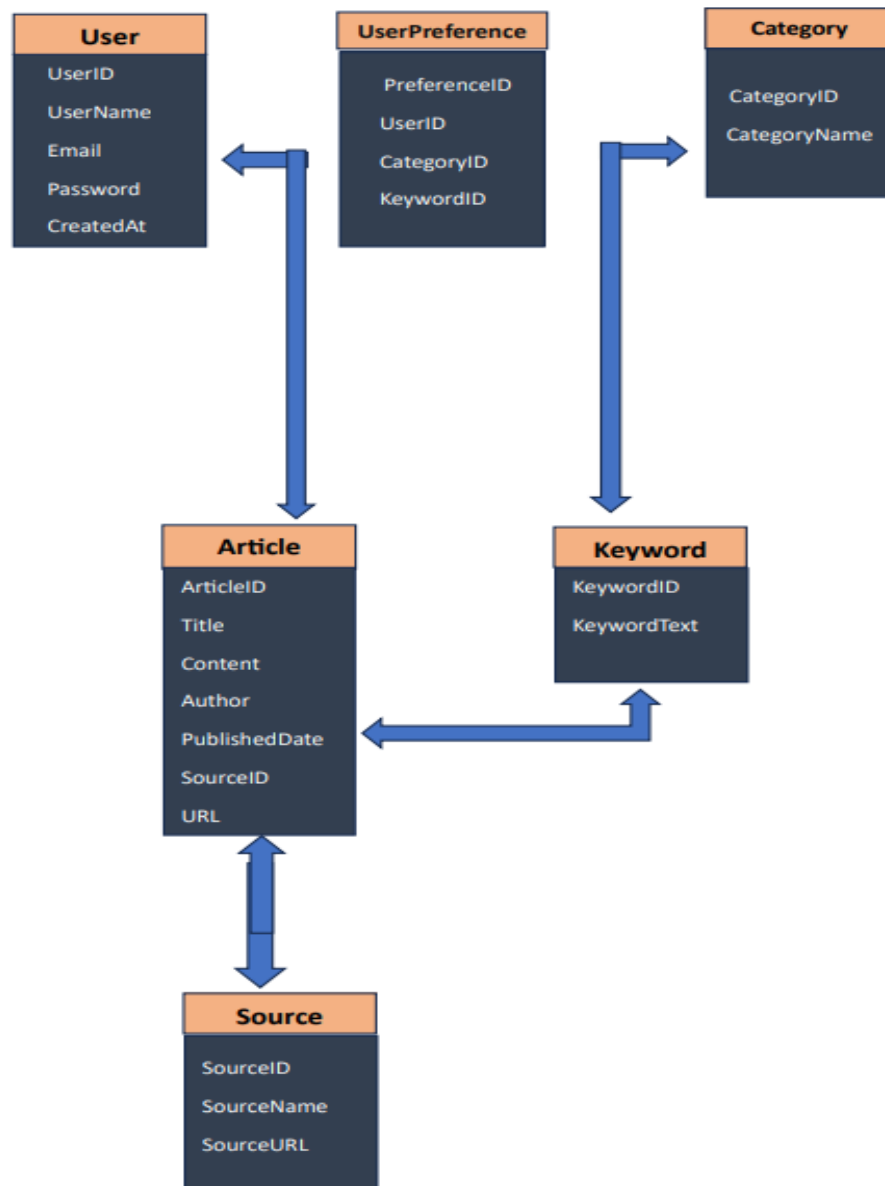 User
UserID
UserName
Email
Password
CreatedAt
UserPreference
PreferenceID
UserID
CategoryID
KeywordID
Category
CategoryID
CategoryName
Article
ArticleID
Title
Content
Author
PublishedDate
SourceID
URL
Keyword
KeywordID
KeywordText
Source
SourceID
SourceName
SourceURL